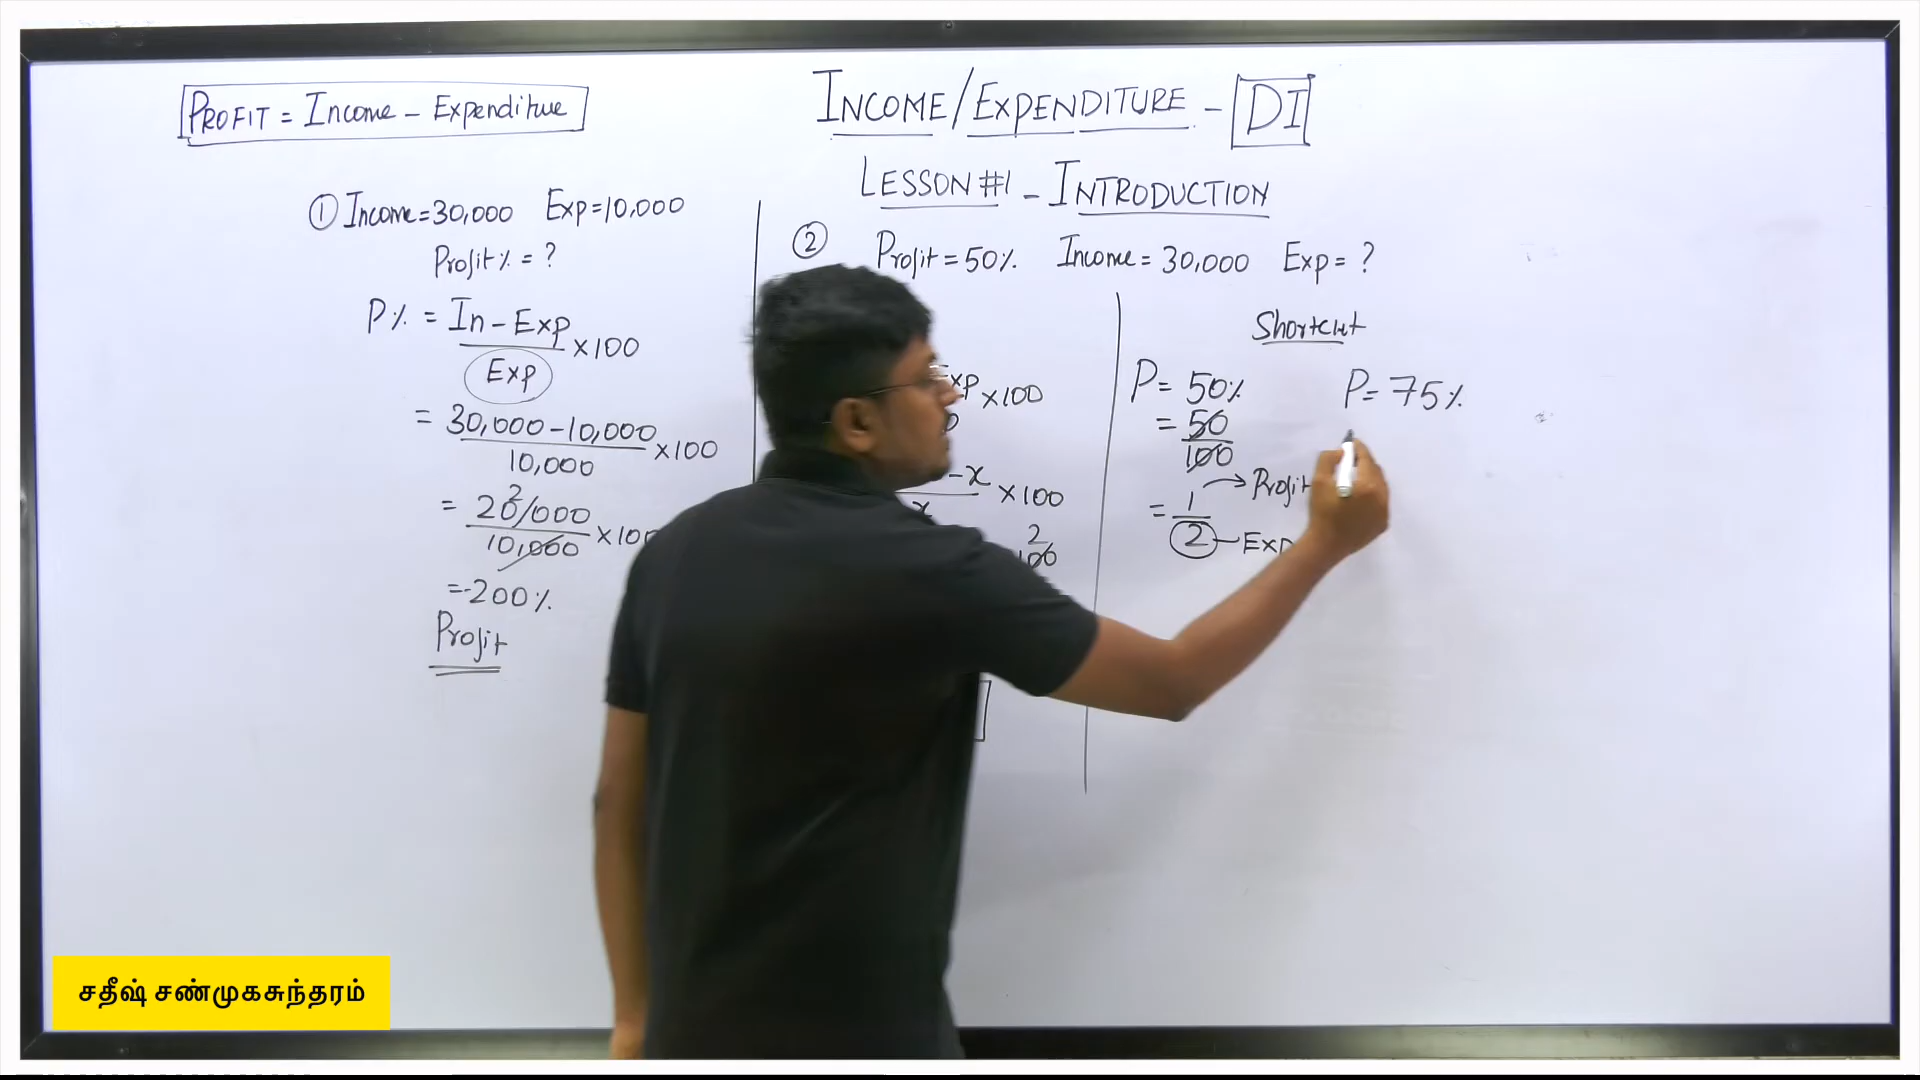 PROFIT = Income - Expenditure
INCOME/EXPENDITURE - DI
LESSON #1 - INTRODUCTION
① Income=30,000 Exp=10,000
Profit% = ?
P% = In - Exp
Exp
×100
= 30,000-10,000
10,000
×100
= 20,000
10,000
2
×100
= 200%
Profit
② Profit = 50% Income = 30,000 Exp = ?
×100
-x
x
×100
2
100
Shortcut
P = 50%
= 50
100
= 1
2
Profit
Exp
P = 75%
சதீஷ் சண்முகசுந்தரம்